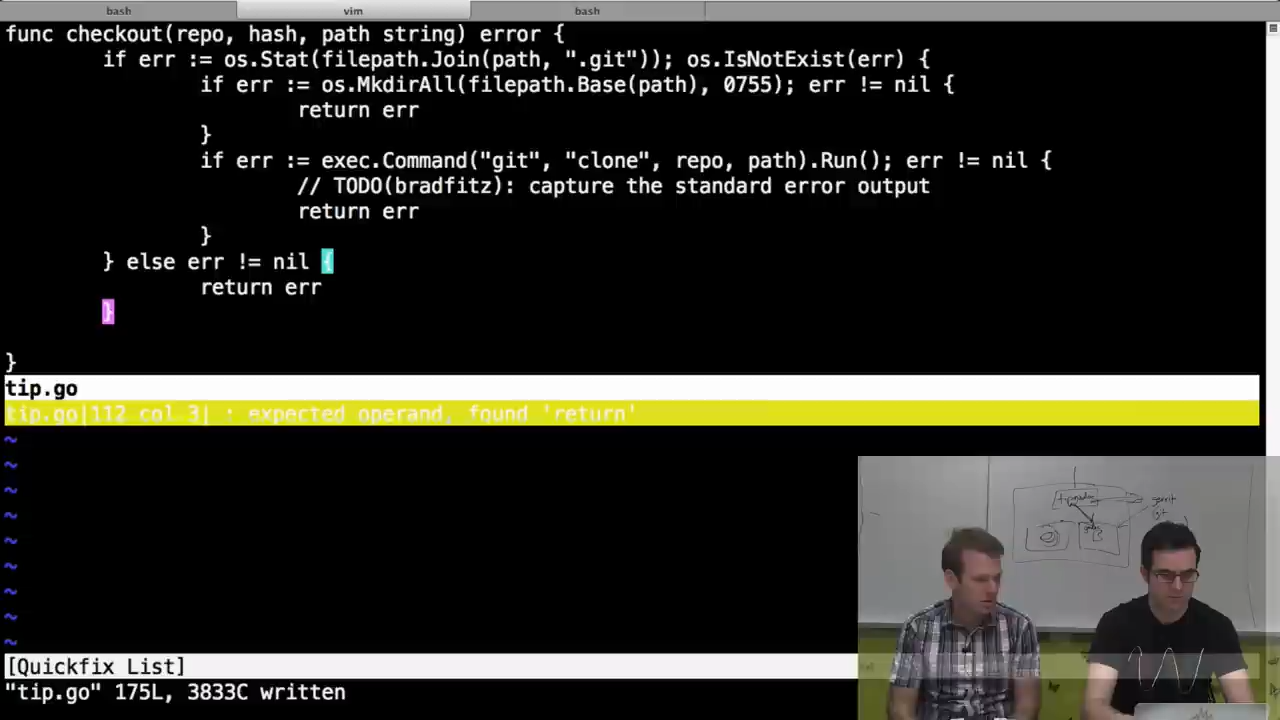 bash vim bash
func checkout(repo, hash, path string) error {
if err := os.Stat(filepath.Join(path, ".git")); os.IsNotExist(err) {
if err := os.MkdirAll(filepath.Base(path), 0755); err != nil {
return err
}
if err := exec.Command("git", "clone", repo, path).Run(); err != nil {
// TODO(bradfitz): capture the standard error output
return err
}
} else err != nil {
return err
}
}
tip.go
tip.go|112 col 3| : expected operand, found 'return'
~
~
~
~
~
~
~
~
~
[Quickfix List]
"tip.go" 175L, 3833C written